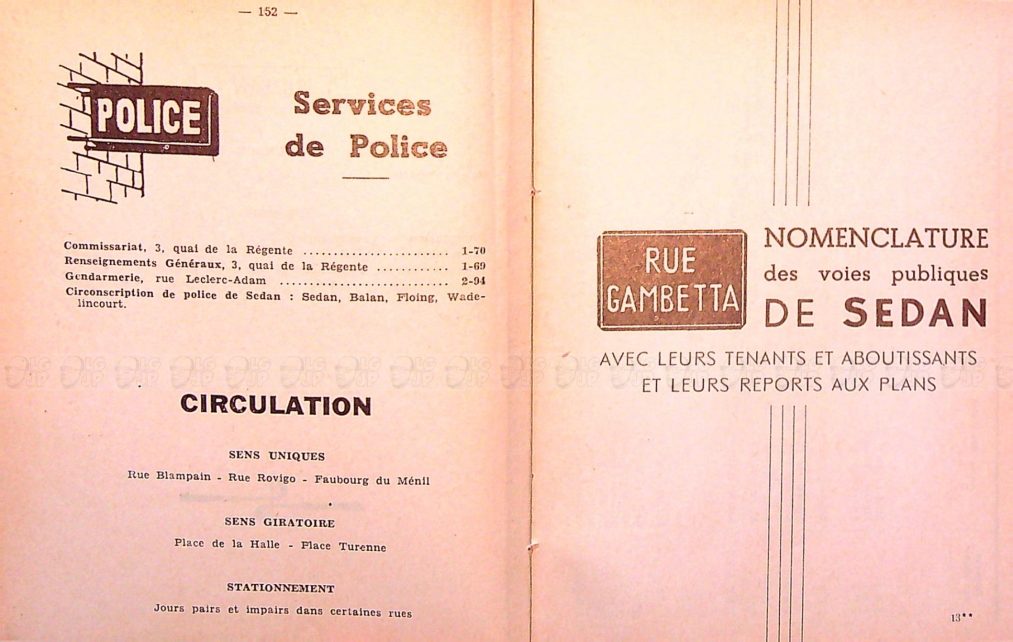 — 152 —
POLICE
Services
de Police
Commissariat, 3, quai de la Régente ........................ 1-70
Renseignements Généraux, 3, quai de la Régente ............ 1-69
Gendarmerie, rue Leclerc-Adam ............................ 2-94
Circonscription de police de Sedan : Sedan, Balan, Floing, Wade-
lincourt.
CIRCULATION
SENS UNIQUES
Rue Blampain - Rue Rovigo - Faubourg du Ménil
SENS GIRATOIRE
Place de la Halle - Place Turenne
STATIONNEMENT
Jours pairs et impairs dans certaines rues
RUE
GAMBETTA
NOMENCLATURE
des voies publiques
DE SEDAN
AVEC LEURS TENANTS ET ABOUTISSANTS
ET LEURS REPORTS AUX PLANS
13**